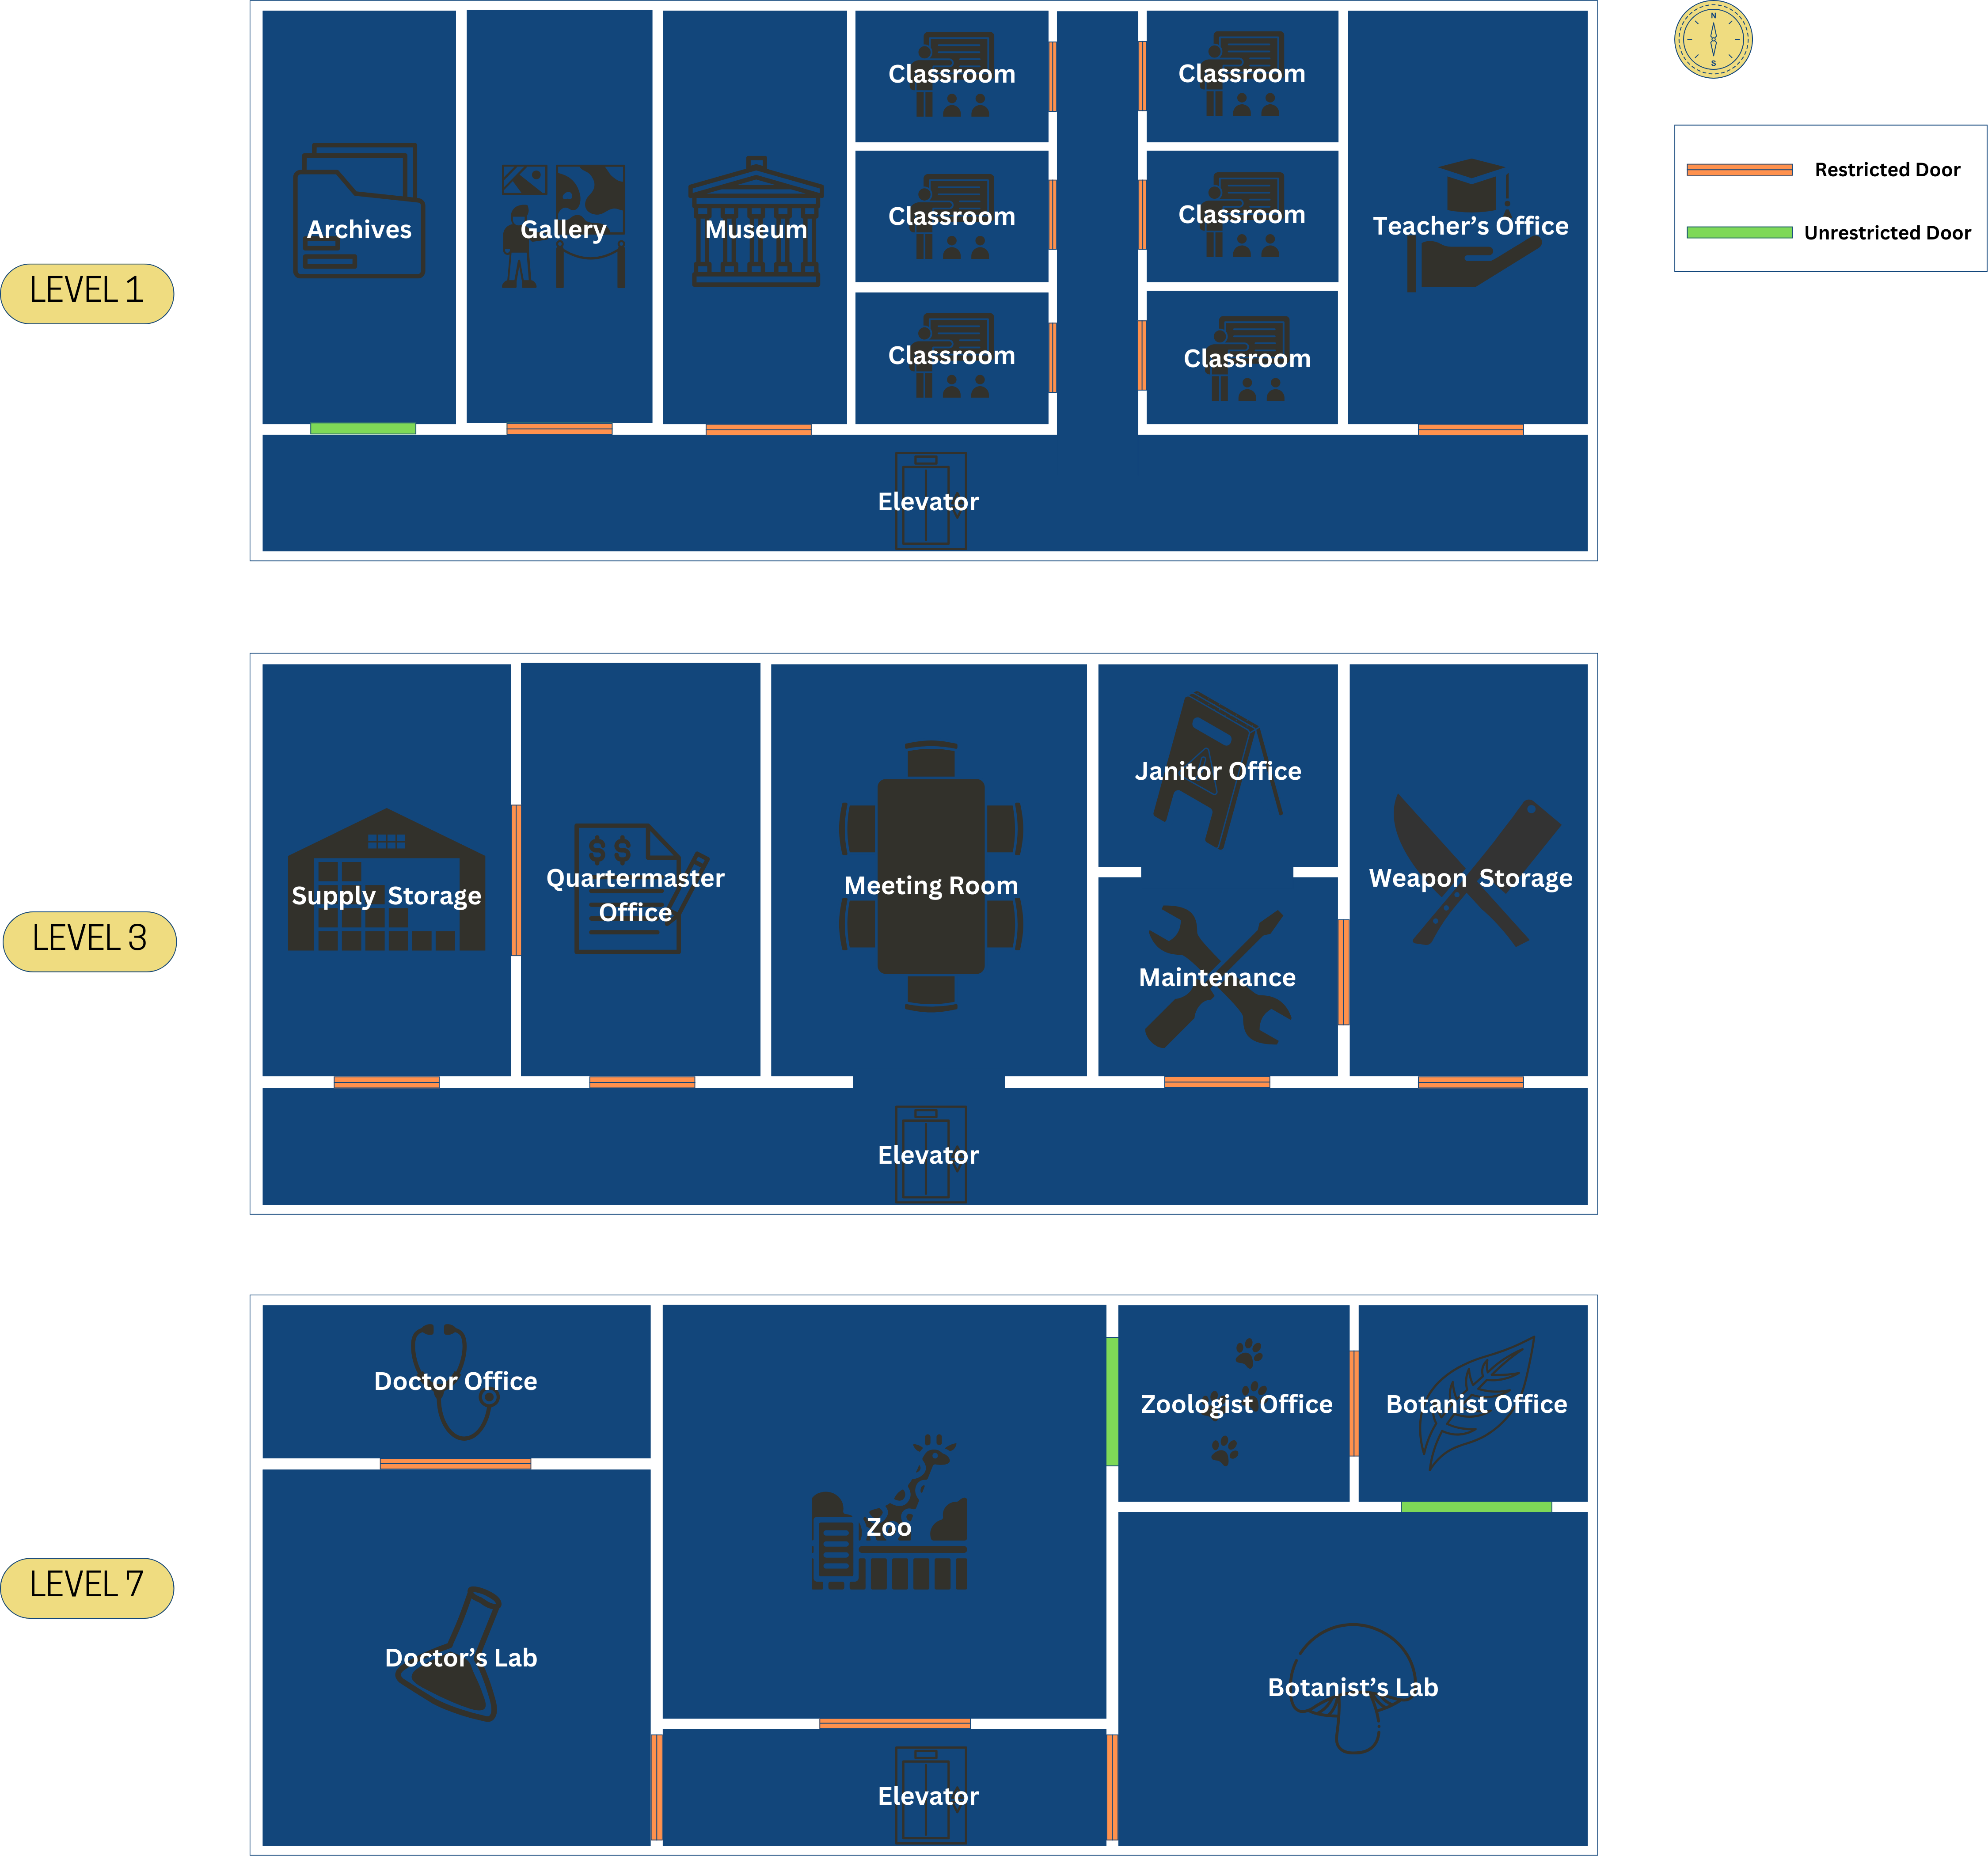 N
S
Restricted Door
Unrestricted Door
LEVEL 1
Archives
Gallery
Museum
Classroom
Classroom
Classroom
Classroom
Classroom
Classroom
Teacher's Office
Elevator
LEVEL 3
Supply Storage
$ $
Quartermaster
Office
Meeting Room
Janitor Office
Maintenance
Weapon Storage
Elevator
LEVEL 7
Doctor Office
Doctor's Lab
Zoo
Zoologist Office
Botanist Office
Botanist's Lab
Elevator